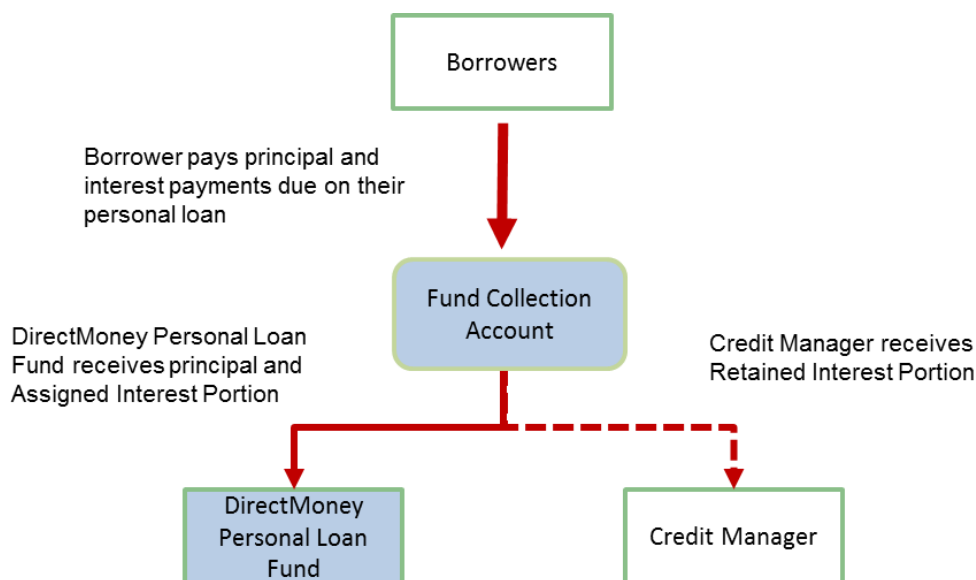 Borrowers
Borrower pays principal and
interest payments due on their
personal loan
Fund Collection
Account
DirectMoney Personal Loan
Fund receives principal and
Assigned Interest Portion
Credit Manager receives
Retained Interest Portion
DirectMoney
Personal Loan
Fund
Credit Manager